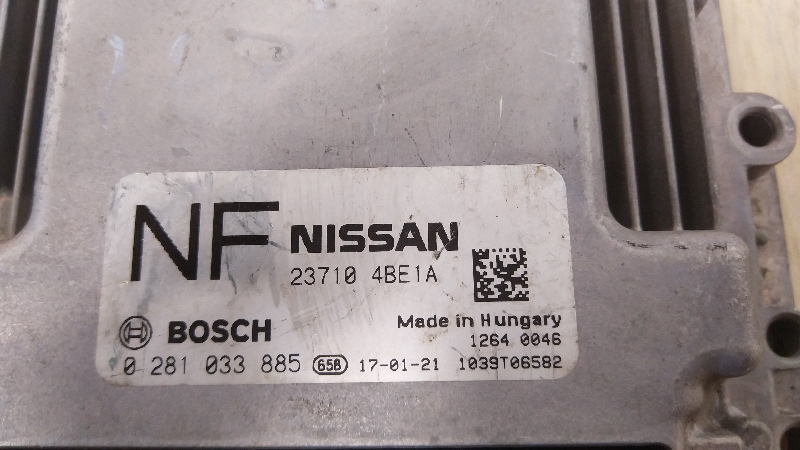 NF NISSAN
23710 4BE1A
BOSCH Made in Hungary
1264 0046
0 281 033 885 65B 17-01-21 1039T06582